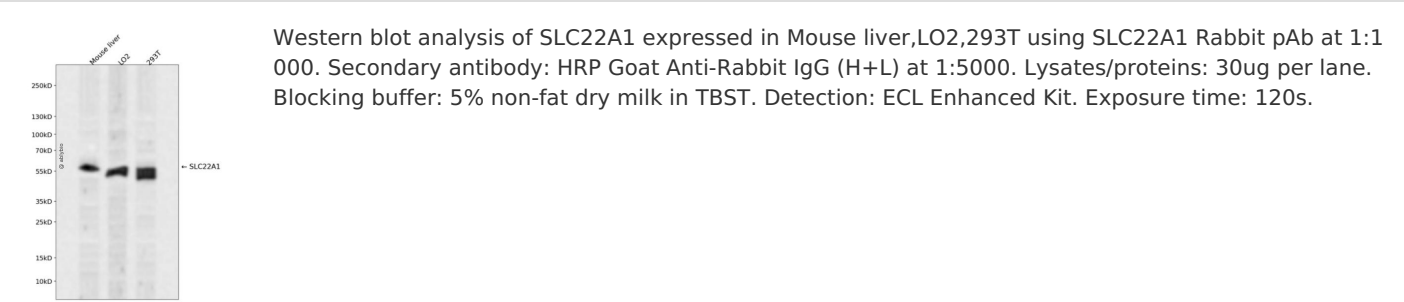 Mouse liver
LO2
293T
250kD
130kD
100kD
70kD
55kD
35kD
25kD
15kD
10kD
© abiybio
← SLC22A1
Western blot analysis of SLC22A1 expressed in Mouse liver,LO2,293T using SLC22A1 Rabbit pAb at 1:1
000. Secondary antibody: HRP Goat Anti-Rabbit IgG (H+L) at 1:5000. Lysates/proteins: 30ug per lane.
Blocking buffer: 5% non-fat dry milk in TBST. Detection: ECL Enhanced Kit. Exposure time: 120s.